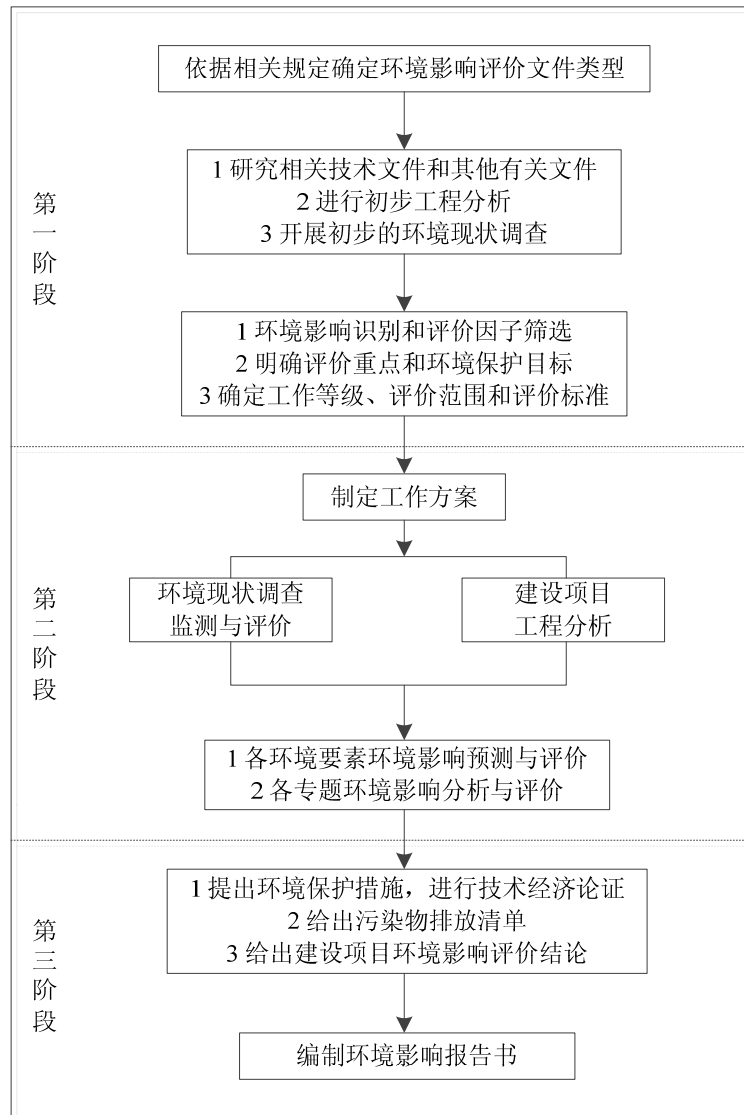 依据相关规定确定环境影响评价文件类型
1 研究相关技术文件和其他有关文件
2 进行初步工程分析
3 开展初步的环境现状调查
第一阶段
1 环境影响识别和评价因子筛选
2 明确评价重点和环境保护目标
3 确定工作等级、评价范围和评价标准
制定工作方案
第二阶段
环境现状调查
监测与评价
建设项目
工程分析
1 各环境要素环境影响预测与评价
2 各专题环境影响分析与评价
第三阶段
1 提出环境保护措施，进行技术经济论证
2 给出污染物排放清单
3 给出建设项目环境影响评价结论
编制环境影响报告书